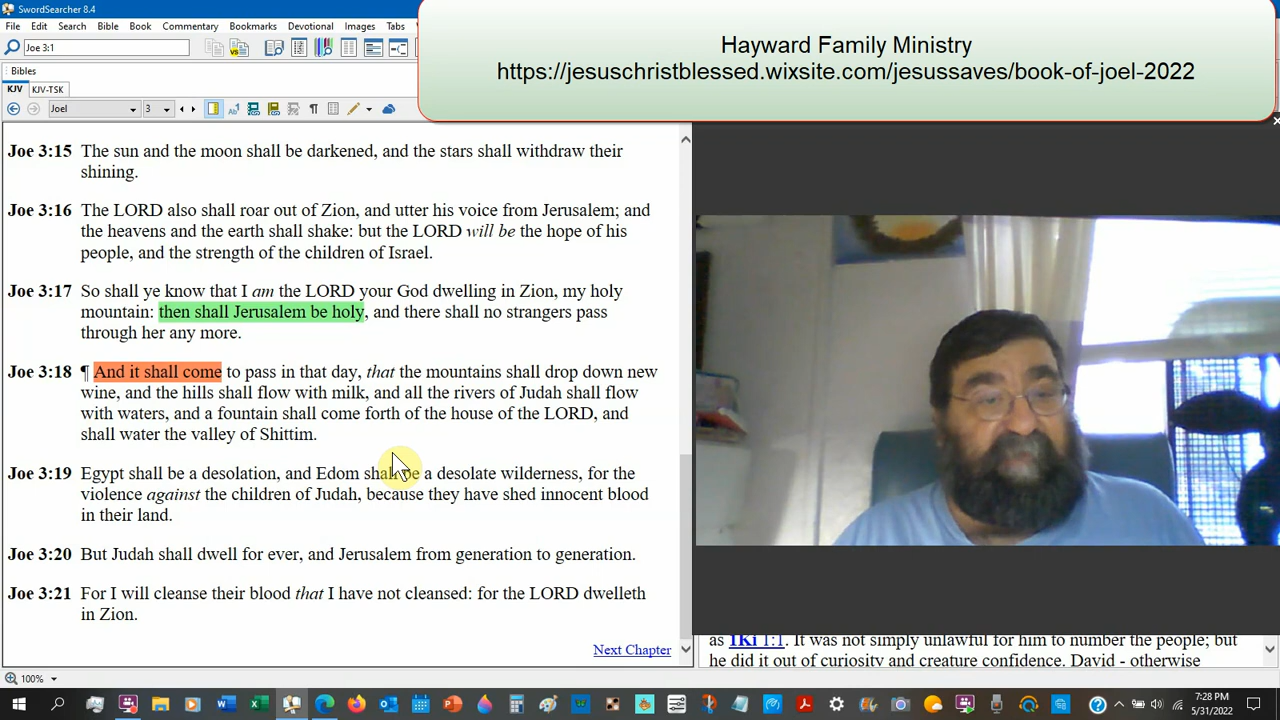 SwordSearcher 8.4
File Edit Search Bible Book Commentary Bookmarks Devotional Images Tabs
Joe 3:1
Hayward Family Ministry
https://jesuschristblessed.wixsite.com/jesussaves/book-of-joel-2022
Bibles
KJV KJV-TSK
Joel 3
Joe 3:15 The sun and the moon shall be darkened, and the stars shall withdraw their
shining.
Joe 3:16 The LORD also shall roar out of Zion, and utter his voice from Jerusalem; and
the heavens and the earth shall shake: but the LORD will be the hope of his
people, and the strength of the children of Israel.
Joe 3:17 So shall ye know that I am the LORD your God dwelling in Zion, my holy
mountain: then shall Jerusalem be holy, and there shall no strangers pass
through her any more.
Joe 3:18 ¶ And it shall come to pass in that day, that the mountains shall drop down new
wine, and the hills shall flow with milk, and all the rivers of Judah shall flow
with waters, and a fountain shall come forth of the house of the LORD, and
shall water the valley of Shittim.
Joe 3:19 Egypt shall be a desolation, and Edom shall be a desolate wilderness, for the
violence against the children of Judah, because they have shed innocent blood
in their land.
Joe 3:20 But Judah shall dwell for ever, and Jerusalem from generation to generation.
Joe 3:21 For I will cleanse their blood that I have not cleansed: for the LORD dwelleth
in Zion.
Next Chapter
as 1Ki 1:1. It was not simply unlawful for him to number the people; but
he did it out of curiosity and creature confidence. David - otherwise
100%
7:28 PM
5/31/2022